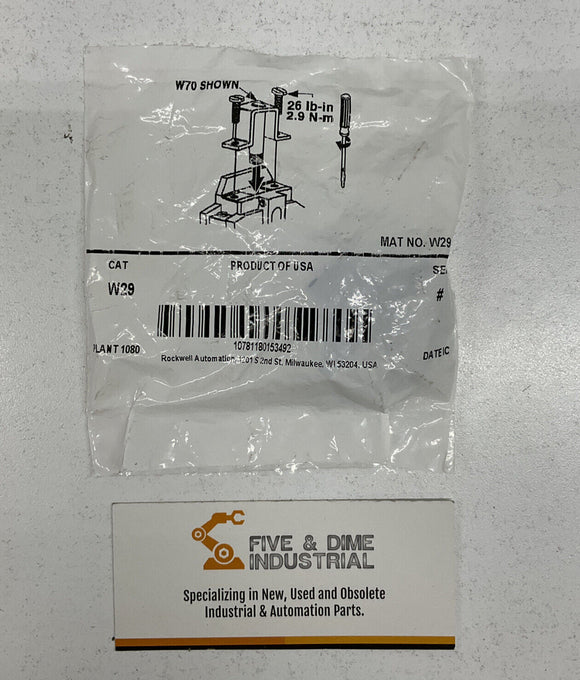 W70 SHOWN
26 lb-in
2.9 N-m
MAT NO. W29
CAT
PRODUCT OF USA
W29
#
10781180153492
PLANT 1080
Rockwell Automation, 1201 S 2nd St. Milwaukee, WI 53204, USA
FIVE & DIME
INDUSTRIAL
Specializing in New, Used and Obsolete
Industrial & Automation Parts.